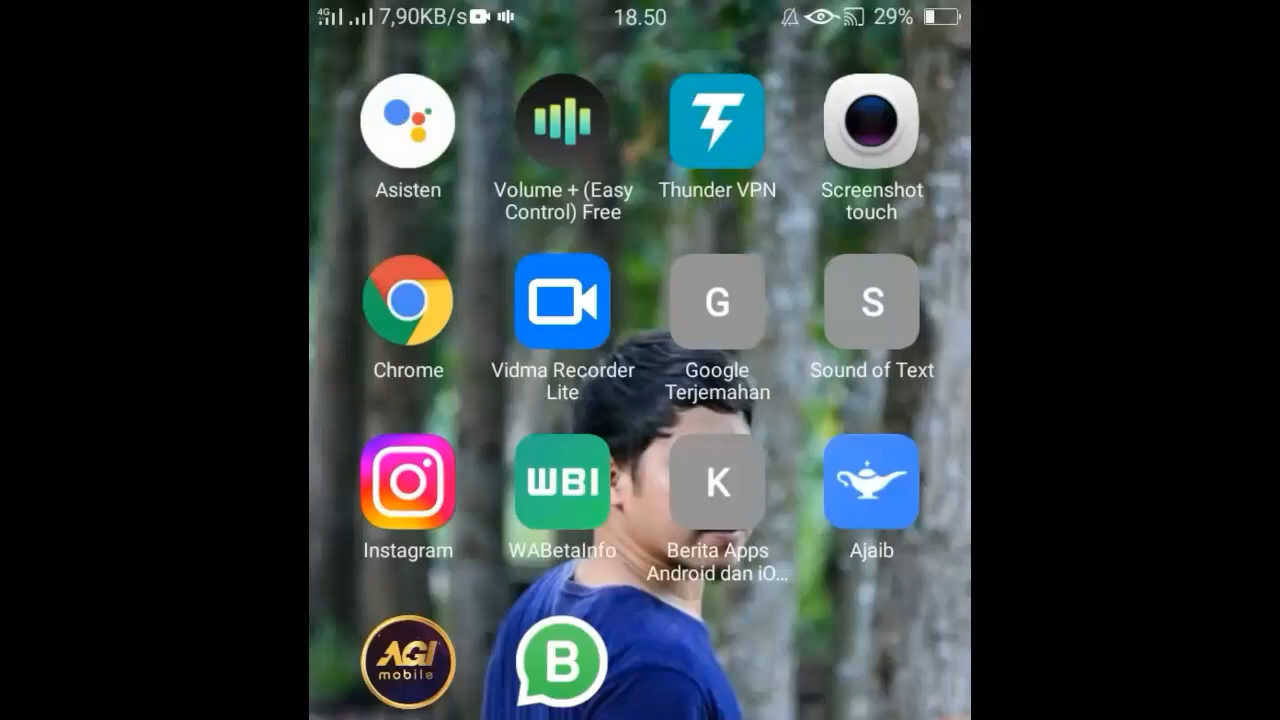 4G 7,90KB/s 18.50 29%
Asisten
Volume + (Easy
Control) Free
Thunder VPN
Screenshot
touch
G
S
Chrome
Vidma Recorder
Lite
Google
Terjemahan
Sound of Text
WBI
K
Instagram
WABetaInfo
Berita Apps
Android dan iO...
Ajaib
AGI
mobile
B